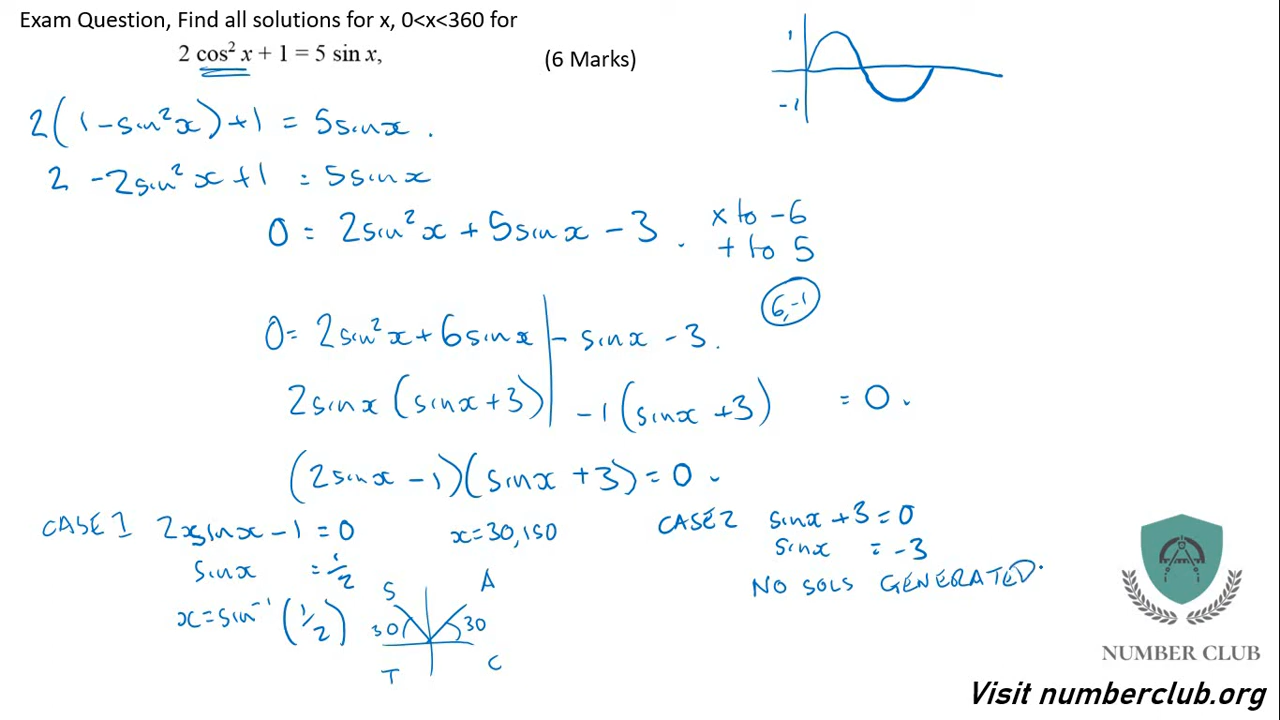 Exam Question, Find all solutions for x, 0<x<360 for
2 cos² x + 1 = 5 sin x,
(6 Marks)
1
-1
2(1-sin²x)+1 = 5sinx.
2 -2sin²x+1 = 5sinx
0 = 2sin²x + 5sinx - 3.
x to -6
+ to 5
6,-1
0= 2sin²x + 6sinx | - sinx - 3.
2sinx(sinx+3) | -1(sinx+3) = 0.
(2sinx - 1)(sinx + 3) = 0.
CASE 1 2xsinx - 1 = 0
sinx = 1/2
x = sin⁻¹(1/2)
x=30,150
S A
30 30
T C
CASE 2 sinx + 3 = 0
sinx = -3
NO SOLS GENERATED.
NUMBER CLUB
Visit numberclub.org